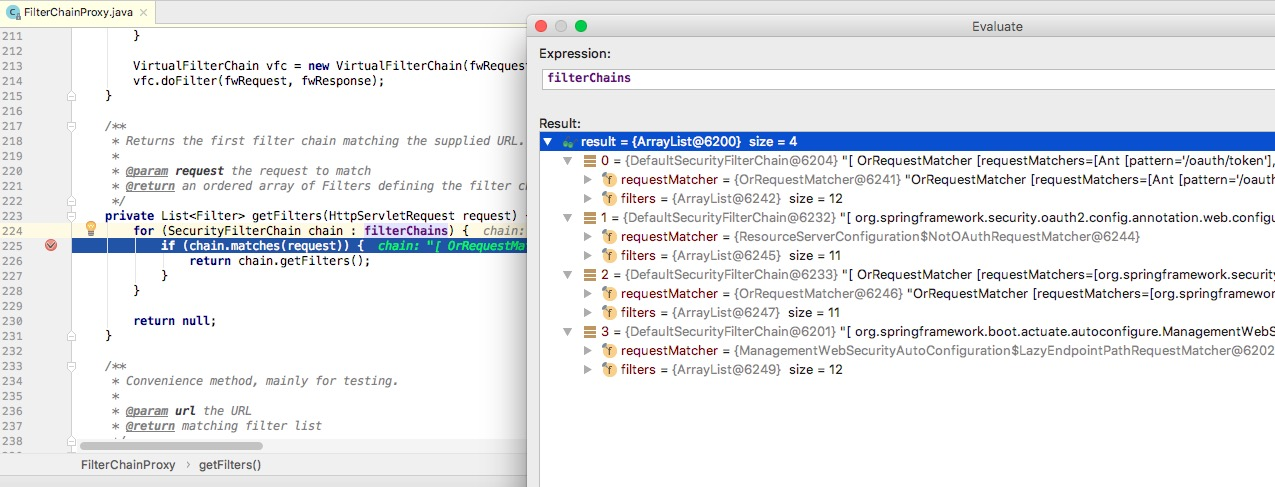 FilterChainProxy.java
211 }
212
213 VirtualFilterChain vfc = new VirtualFilterChain(fwReques
214 vfc.doFilter(fwRequest, fwResponse);
215 }
216
217 /**
218 * Returns the first filter chain matching the supplied URL.
219 *
220 * @param request the request to match
221 * @return an ordered array of Filters defining the filter c
222 */
223 private List<Filter> getFilters(HttpServletRequest request)
224 for (SecurityFilterChain chain : filterChains) { chain:
225 if (chain.matches(request)) { chain: "[ OrRequestMa
226 return chain.getFilters();
227 }
228 }
229
230 return null;
231 }
232
233 /**
234 * Convenience method, mainly for testing.
235 *
236 * @param url the URL
237 * @return matching filter list
238
FilterChainProxy › getFilters()
Evaluate
Expression:
filterChains
Result:
result = {ArrayList@6200} size = 4
0 = {DefaultSecurityFilterChain@6204} "[ OrRequestMatcher [requestMatchers=[Ant [pattern='/oauth/token'],
requestMatcher = {OrRequestMatcher@6241} "OrRequestMatcher [requestMatchers=[Ant [pattern='/oauth
filters = {ArrayList@6242} size = 12
1 = {DefaultSecurityFilterChain@6232} "[ org.springframework.security.oauth2.config.annotation.web.configu
requestMatcher = {ResourceServerConfiguration$NotOAuthRequestMatcher@6244}
filters = {ArrayList@6245} size = 11
2 = {DefaultSecurityFilterChain@6233} "[ OrRequestMatcher [requestMatchers=[org.springframework.security
requestMatcher = {OrRequestMatcher@6246} "OrRequestMatcher [requestMatchers=[org.springframewor
filters = {ArrayList@6247} size = 11
3 = {DefaultSecurityFilterChain@6201} "[ org.springframework.boot.actuate.autoconfigure.ManagementWebS
requestMatcher = {ManagementWebSecurityAutoConfiguration$LazyEndpointPathRequestMatcher@6202
filters = {ArrayList@6249} size = 12